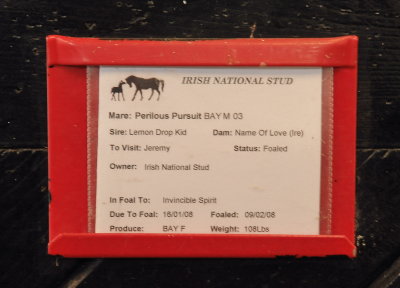 IRISH NATIONAL STUD
Mare: Perilous Pursuit BAY M 03
Sire: Lemon Drop Kid Dam: Name Of Love (Ire)
To Visit: Jeremy Status: Foaled
Owner: Irish National Stud
In Foal To: Invincible Spirit
Due To Foal: 16/01/08 Foaled: 09/02/08
Produce: BAY F Weight: 108Lbs